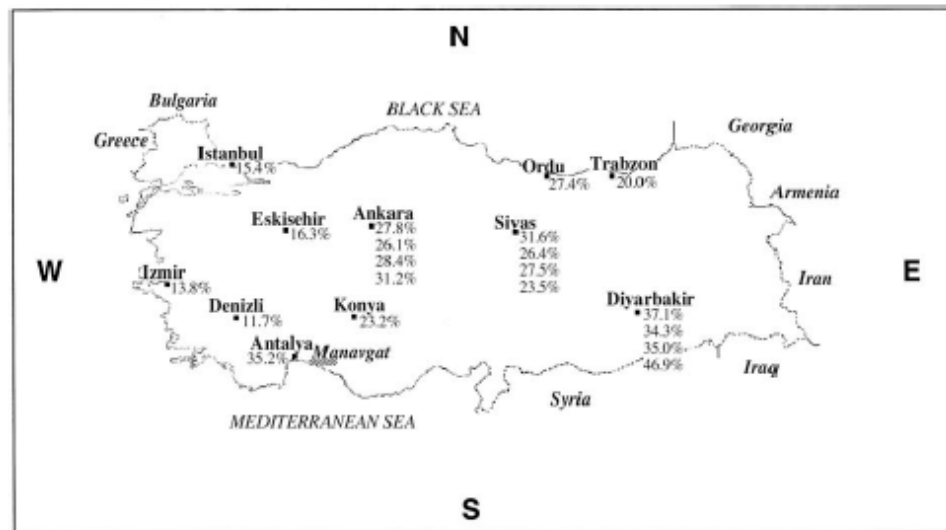 N
Bulgaria
BLACK SEA
Greece
Georgia
Istanbul
15.4%
Ordu
27.4%
Trabzon
20.0%
Armenia
Eskisehir
16.3%
Ankara
27.8%
26.1%
28.4%
31.2%
Sivas
31.6%
26.4%
27.5%
23.5%
W
E
Izmir
13.8%
Iran
Denizli
11.7%
Konya
23.2%
Diyarbakir
37.1%
34.3%
35.0%
46.9%
Antalya
35.2%
Manavgat
Iraq
Syria
MEDITERRANEAN SEA
S